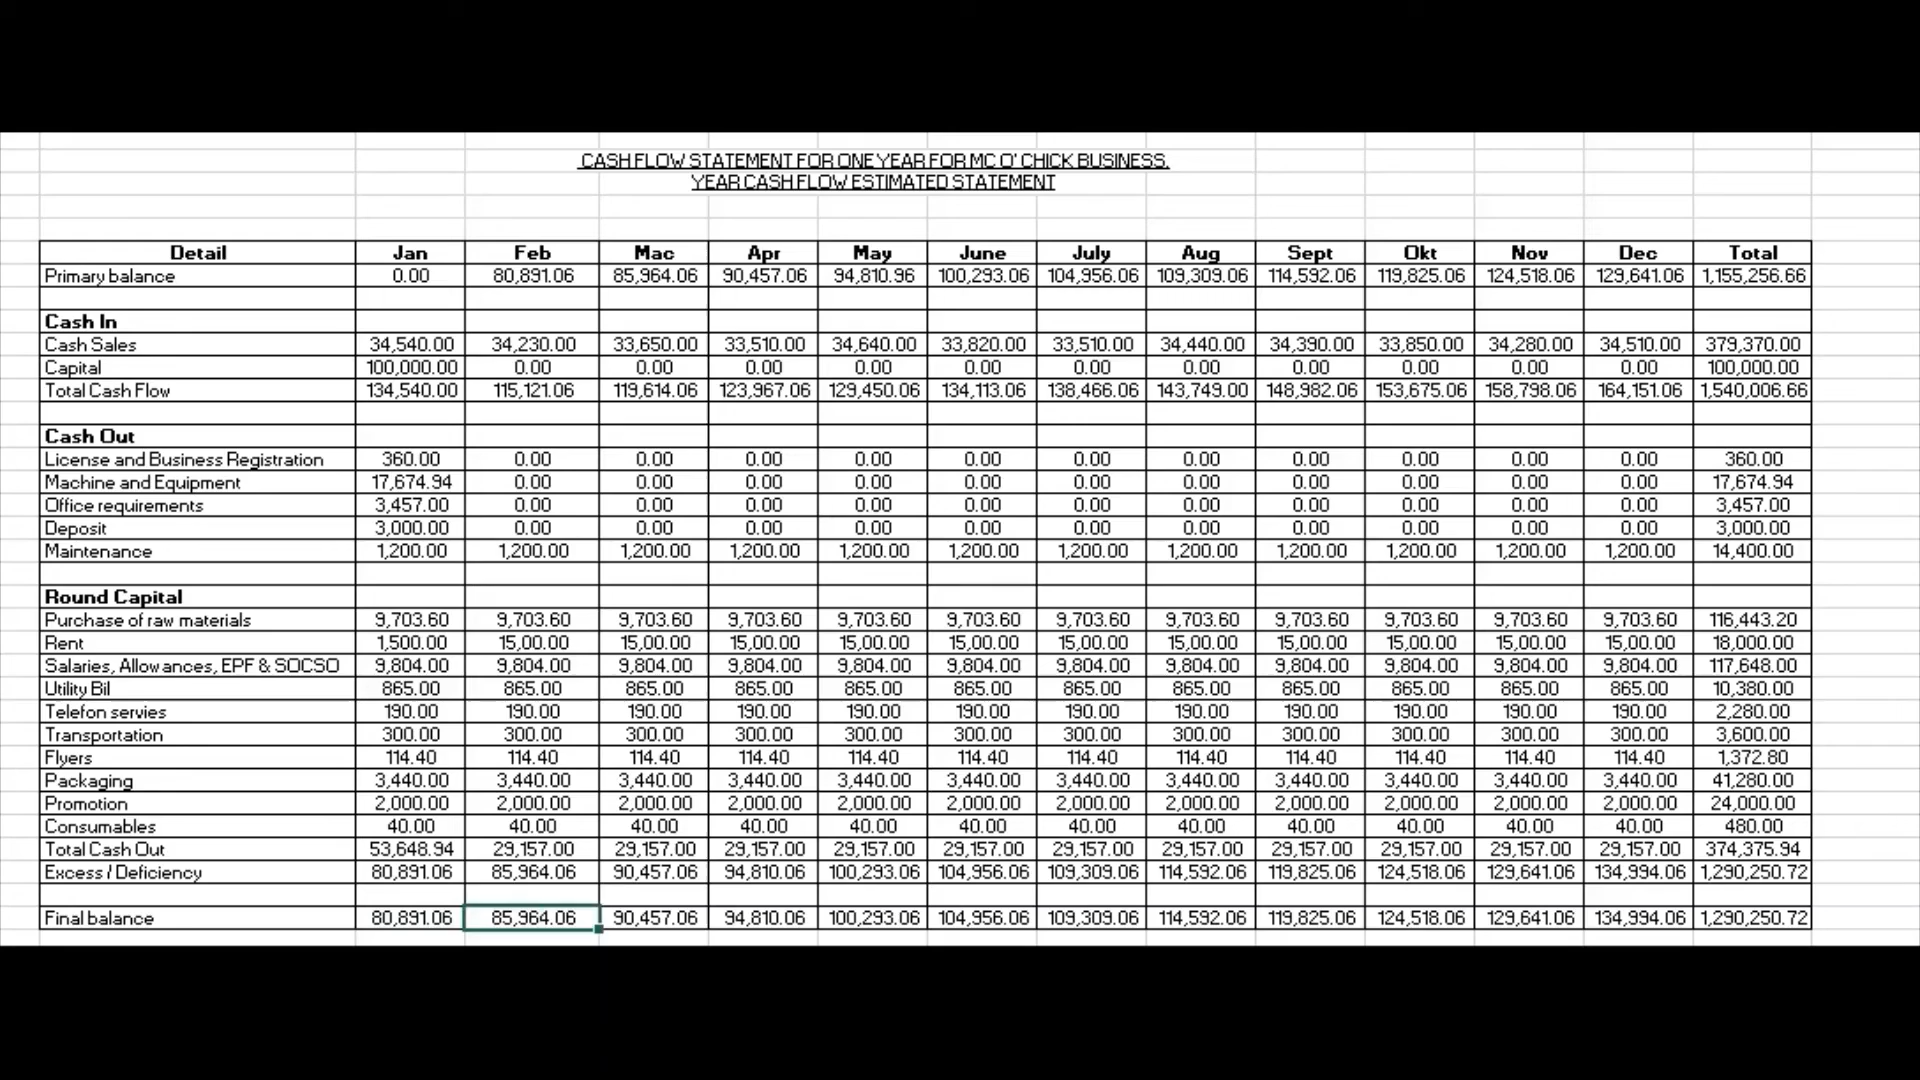 CASH FLOW STATEMENT FOR ONE YEAR FOR MC O' CHICK BUSINESS.
YEAR CASH FLOW ESTIMATED STATEMENT
Detail Jan Feb Mac Apr May June July Aug Sept Okt Nov Dec Total
Primary balance 0.00 80,891.06 85,964.06 90,457.06 94,810.96 100,293.06 104,956.06 109,309.06 114,592.06 119,825.06 124,518.06 129,641.06 1,155,256.66
Cash In
Cash Sales 34,540.00 34,230.00 33,650.00 33,510.00 34,640.00 33,820.00 33,510.00 34,440.00 34,390.00 33,850.00 34,280.00 34,510.00 379,370.00
Capital 100,000.00 0.00 0.00 0.00 0.00 0.00 0.00 0.00 0.00 0.00 0.00 0.00 100,000.00
Total Cash Flow 134,540.00 115,121.06 119,614.06 123,967.06 129,450.06 134,113.06 138,466.06 143,749.00 148,982.06 153,675.06 158,798.06 164,151.06 1,540,006.66
Cash Out
License and Business Registration 360.00 0.00 0.00 0.00 0.00 0.00 0.00 0.00 0.00 0.00 0.00 0.00 360.00
Machine and Equipment 17,674.94 0.00 0.00 0.00 0.00 0.00 0.00 0.00 0.00 0.00 0.00 0.00 17,674.94
Office requirements 3,457.00 0.00 0.00 0.00 0.00 0.00 0.00 0.00 0.00 0.00 0.00 0.00 3,457.00
Deposit 3,000.00 0.00 0.00 0.00 0.00 0.00 0.00 0.00 0.00 0.00 0.00 0.00 3,000.00
Maintenance 1,200.00 1,200.00 1,200.00 1,200.00 1,200.00 1,200.00 1,200.00 1,200.00 1,200.00 1,200.00 1,200.00 1,200.00 14,400.00
Round Capital
Purchase of raw materials 9,703.60 9,703.60 9,703.60 9,703.60 9,703.60 9,703.60 9,703.60 9,703.60 9,703.60 9,703.60 9,703.60 9,703.60 116,443.20
Rent 1,500.00 15,00.00 15,00.00 15,00.00 15,00.00 15,00.00 15,00.00 15,00.00 15,00.00 15,00.00 15,00.00 15,00.00 18,000.00
Salaries, Allowances, EPF & SOCSO 9,804.00 9,804.00 9,804.00 9,804.00 9,804.00 9,804.00 9,804.00 9,804.00 9,804.00 9,804.00 9,804.00 9,804.00 117,648.00
Utility Bil 865.00 865.00 865.00 865.00 865.00 865.00 865.00 865.00 865.00 865.00 865.00 865.00 10,380.00
Telefon servies 190.00 190.00 190.00 190.00 190.00 190.00 190.00 190.00 190.00 190.00 190.00 190.00 2,280.00
Transportation 300.00 300.00 300.00 300.00 300.00 300.00 300.00 300.00 300.00 300.00 300.00 300.00 3,600.00
Flyers 114.40 114.40 114.40 114.40 114.40 114.40 114.40 114.40 114.40 114.40 114.40 114.40 1,372.80
Packaging 3,440.00 3,440.00 3,440.00 3,440.00 3,440.00 3,440.00 3,440.00 3,440.00 3,440.00 3,440.00 3,440.00 3,440.00 41,280.00
Promotion 2,000.00 2,000.00 2,000.00 2,000.00 2,000.00 2,000.00 2,000.00 2,000.00 2,000.00 2,000.00 2,000.00 2,000.00 24,000.00
Consumables 40.00 40.00 40.00 40.00 40.00 40.00 40.00 40.00 40.00 40.00 40.00 40.00 480.00
Total Cash Out 53,648.94 29,157.00 29,157.00 29,157.00 29,157.00 29,157.00 29,157.00 29,157.00 29,157.00 29,157.00 29,157.00 29,157.00 374,375.94
Excess / Deficiency 80,891.06 85,964.06 90,457.06 94,810.06 100,293.06 104,956.06 109,309.06 114,592.06 119,825.06 124,518.06 129,641.06 134,994.06 1,290,250.72
Final balance 80,891.06 85,964.06 90,457.06 94,810.06 100,293.06 104,956.06 109,309.06 114,592.06 119,825.06 124,518.06 129,641.06 134,994.06 1,290,250.72